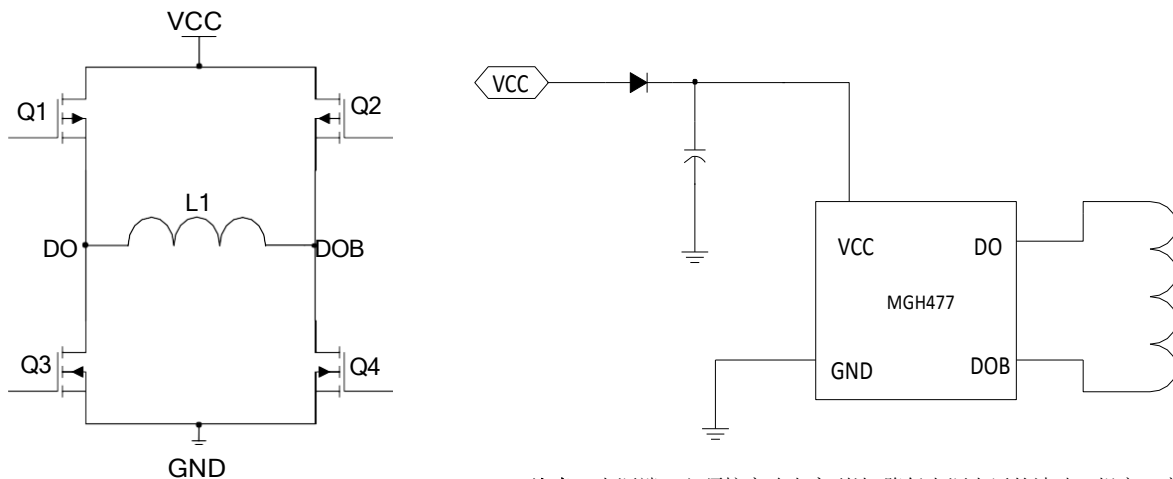 VCC
Q1
Q2
L1
DO
DOB
Q3
Q4
GND
VCC
VCC
DO
MGH477
GND
DOB